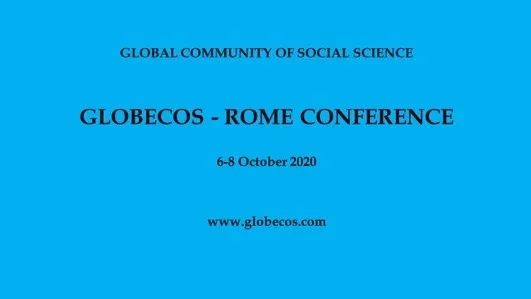 GLOBAL COMMUNITY OF SOCIAL SCIENCE
GLOBECOS - ROME CONFERENCE
6-8 October 2020
www.globecos.com